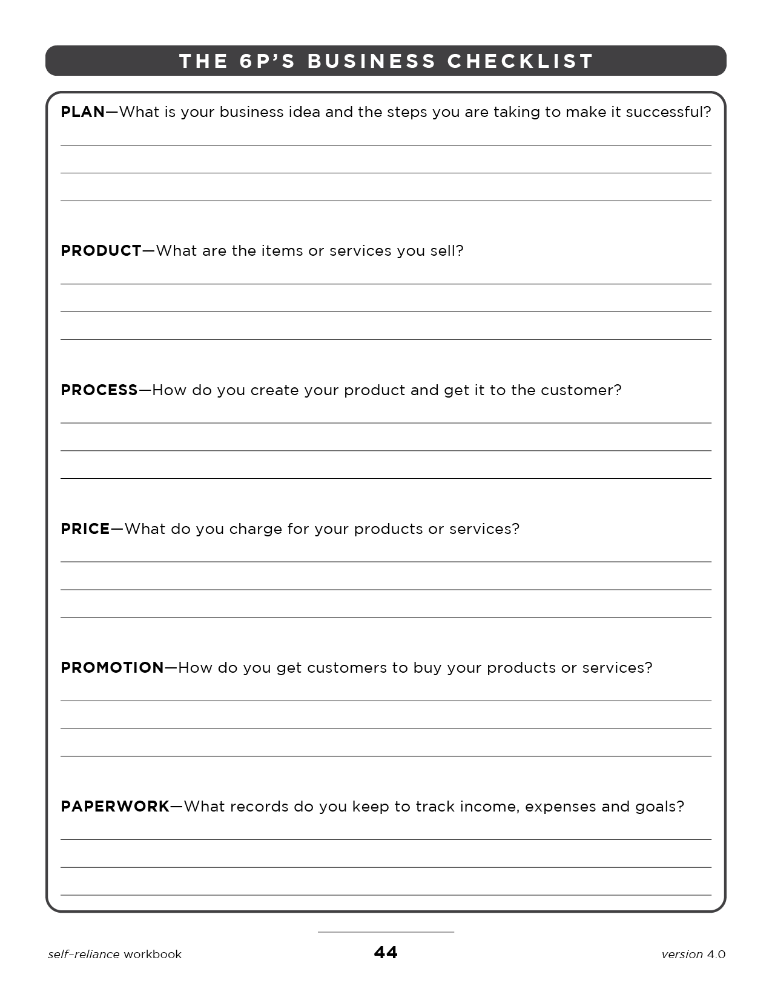 THE 6P’S BUSINESS CHECKLIST
PLAN—What is your business idea and the steps you are taking to make it successful?
PRODUCT—What are the items or services you sell?
PROCESS—How do you create your product and get it to the customer?
PRICE—What do you charge for your products or services?
PROMOTION—How do you get customers to buy your products or services?
PAPERWORK—What records do you keep to track income, expenses and goals?
self–reliance workbook
44
version 4.0